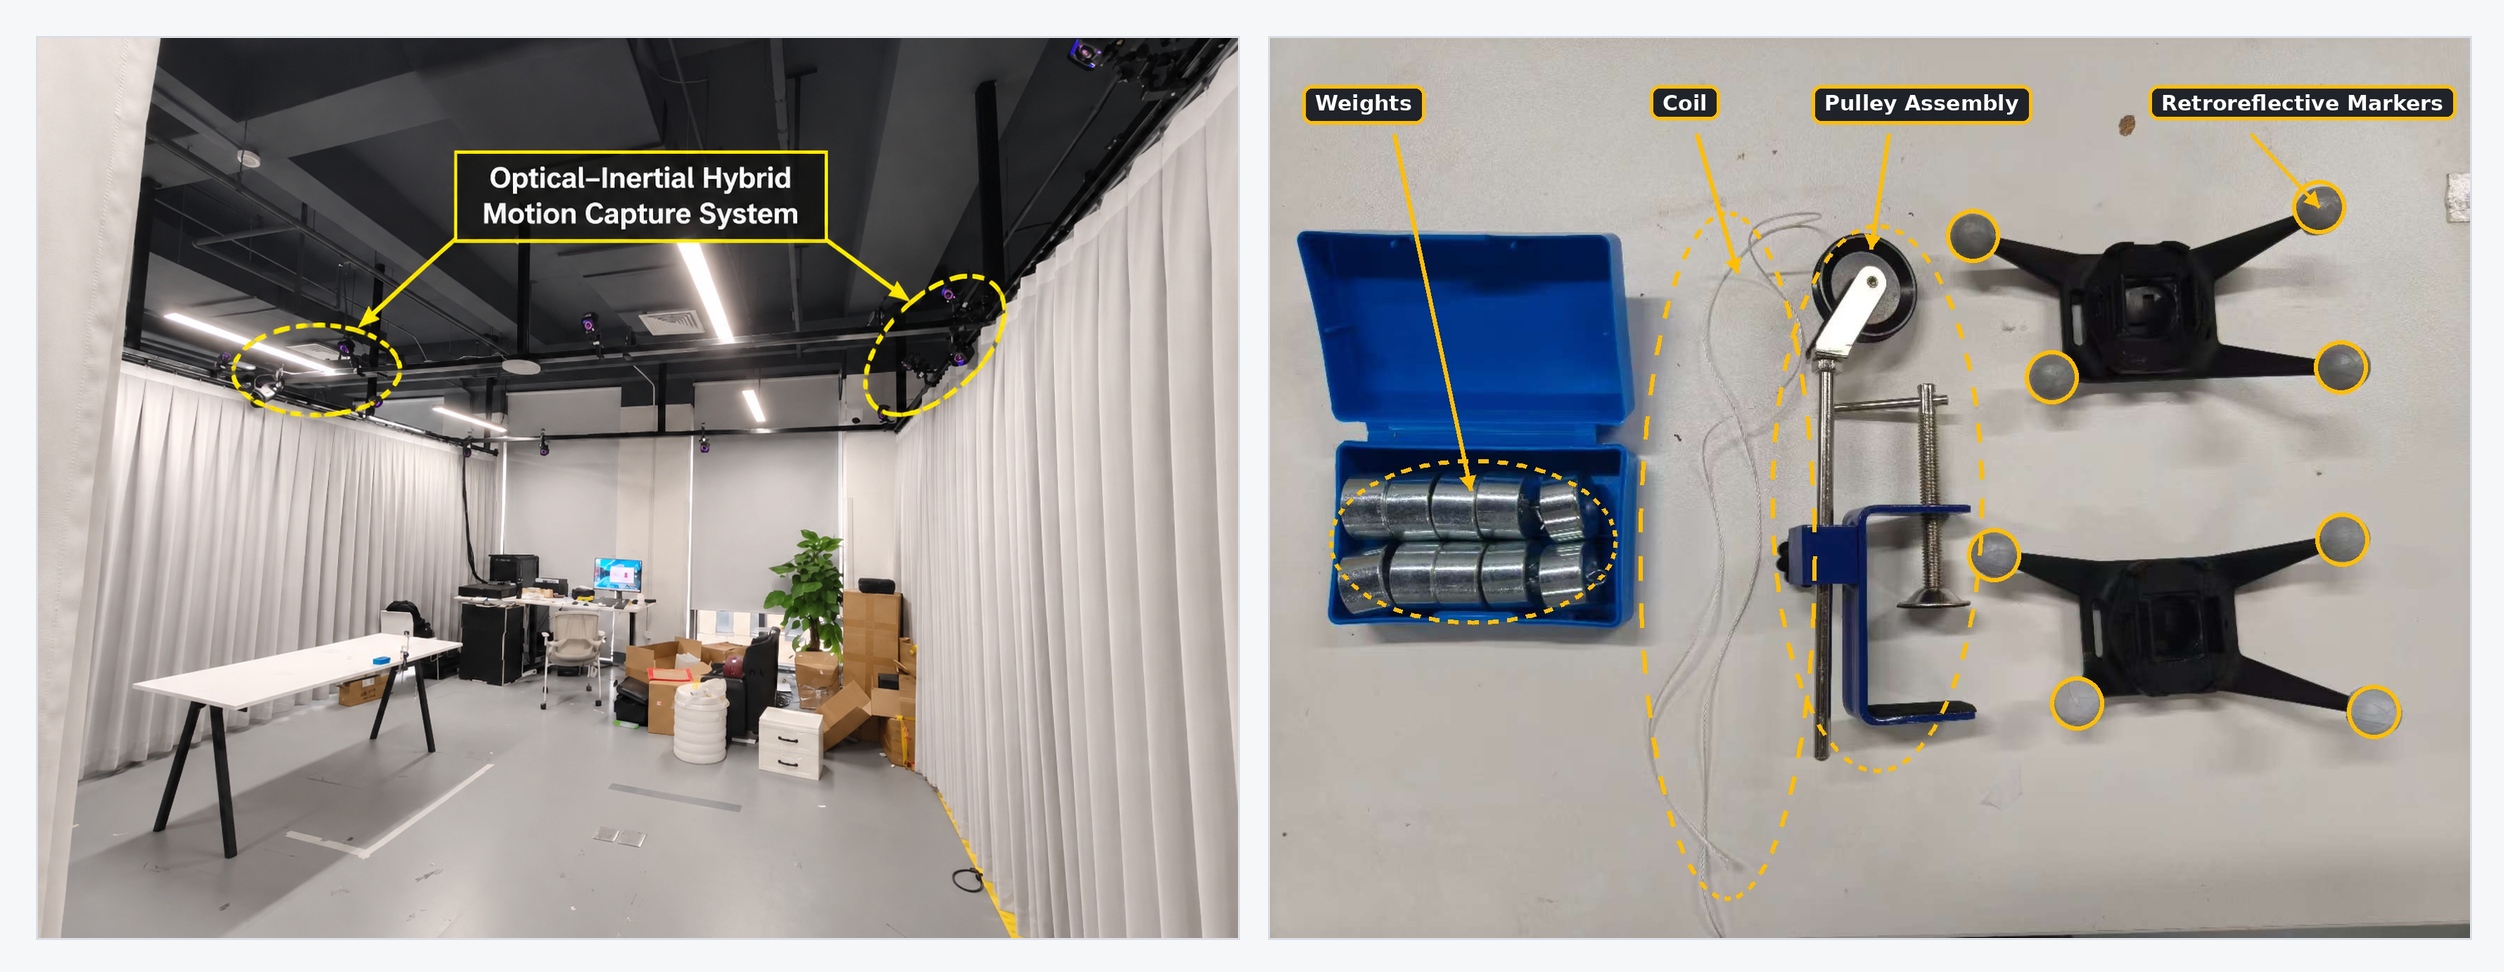 Optical–Inertial Hybrid
Motion Capture System
Weights
Coil
Pulley Assembly
Retroreflective Markers